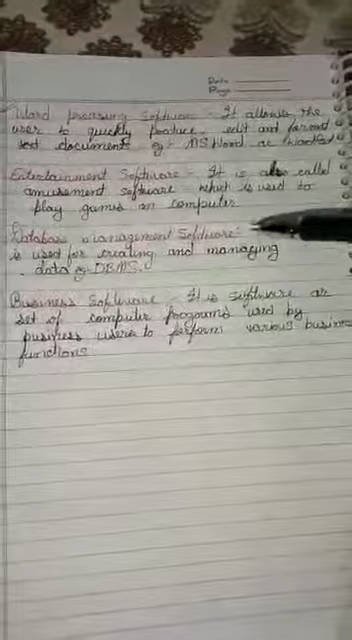 Date
Page
Word processing Software - It allows the
user to quickly produce, edit and format
text documents eg:- MS Word or
Entertainment Software - It is also called
amusement software which is used to
play games on computer
Database management Software:-
is used for creating and managing
data eg DBMS.
Business Software - It is software or
set of computer programs used by
business users to perform various business
functions